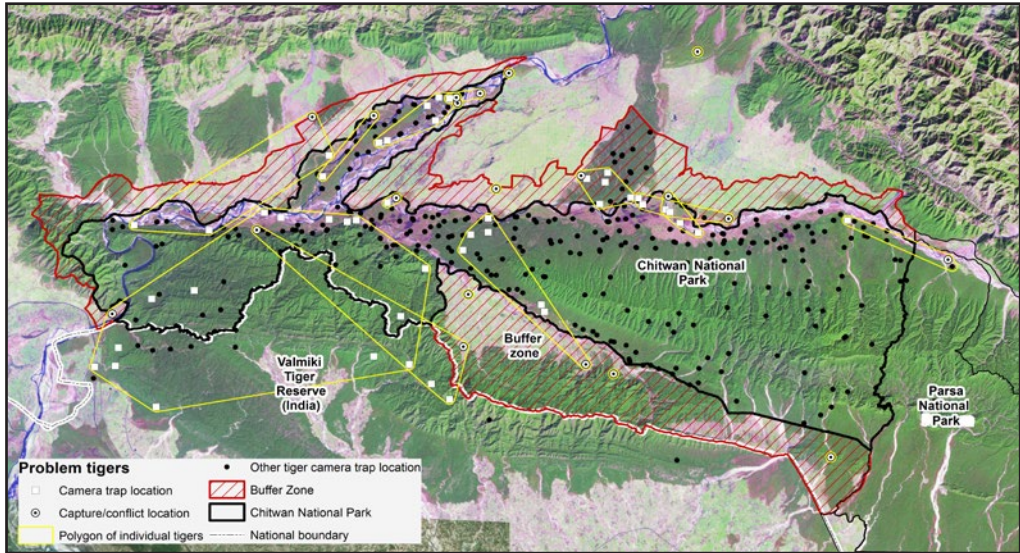 Chitwan National
Park
Buffer
zone
Valmiki
Tiger
Reserve
(India)
Parsa
National
Park
Problem tigers
Camera trap location
Capture/conflict location
Polygon of individual tigers
Other tiger camera trap location
Buffer Zone
Chitwan National Park
National boundary